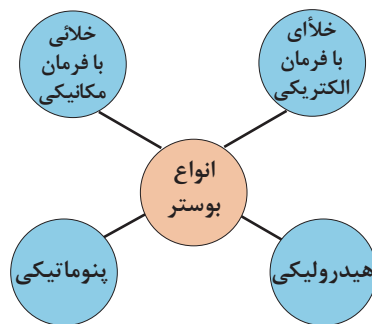 خلأای
با فرمان
الکتریکی
خلائی
با فرمان
مکانیکی
انواع
بوستر
هیدرولیکی
پنوماتیکی